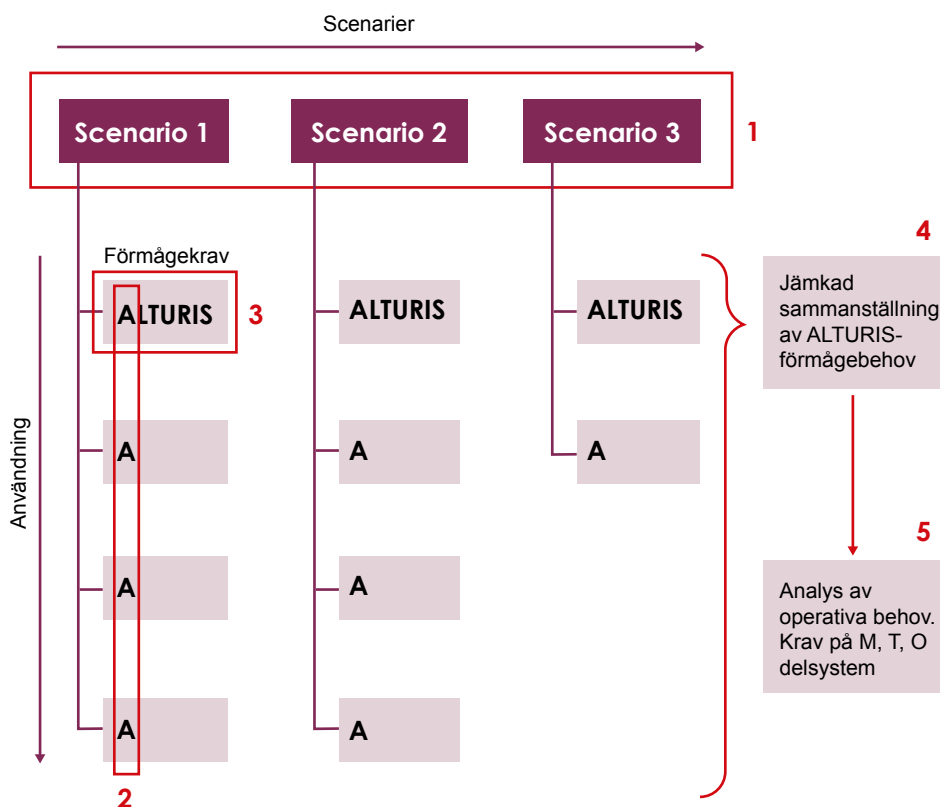 Scenarier
Scenario 1
Scenario 2
Scenario 3
1
Förmågekrav
ALTURIS
3
ALTURIS
ALTURIS
4
Jämkad
sammanställning
av ALTURIS-
förmågebehov
Användning
A
A
A
A
A
5
Analys av
operativa behov.
Krav på M, T, O
delsystem
A
A
2